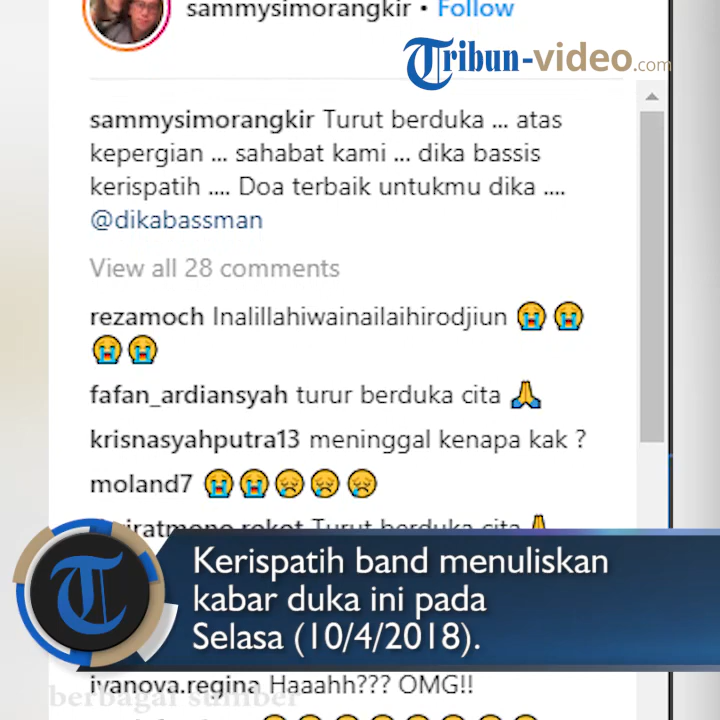 sammysimorangkir • Follow
Tribun-video.com
sammysimorangkir Turut berduka ... atas
kepergian ... sahabat kami ... dika bassis
kerispatih .... Doa terbaik untukmu dika ....
@dikabassman
View all 28 comments
rezamoch Inalillahiwainailaihirodjiun 😭😭
😭😭
fafan_ardiansyah turur berduka cita 🙏
krisnasyahputra13 meninggal kenapa kak ?
moland7 😭😭😢😢😢
Turut berduka cita 🙏
Kerispatih band menuliskan
kabar duka ini pada
Selasa (10/4/2018).
ivanova.regina Haaahh??? OMG!!
berbagai sumber